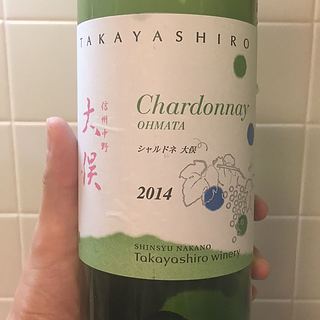 TAKAYASHIRO
Chardonnay
OHMATA
シャルドネ 大俣
2014
信州中野
大俣
SHINSYU NAKANO
Takayashiro winery